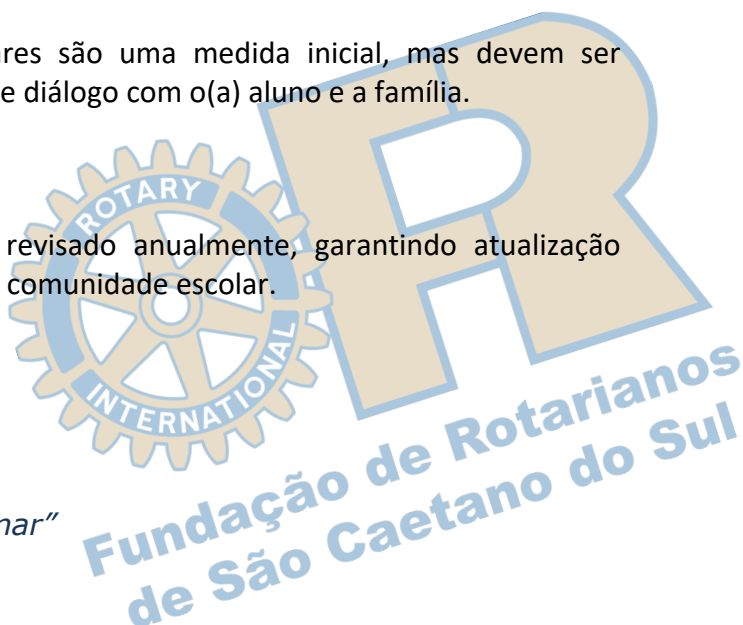 res são uma medida inicial, mas devem ser
e diálogo com o(a) aluno e a família.
ROTARY
revisado anualmente, garantindo atualização
comunidade escolar.
INTERNATIONAL
R
Fundação de Rotarianos
de São Caetano do Sul
nar”